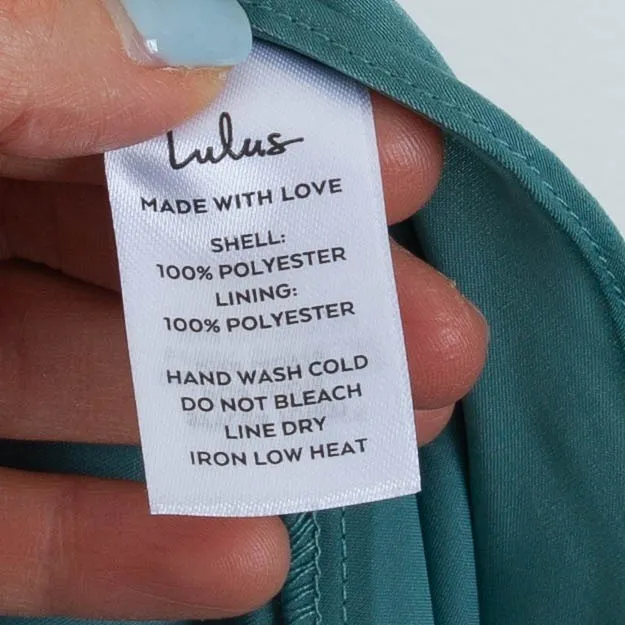 Lulus
MADE WITH LOVE
SHELL:
100% POLYESTER
LINING:
100% POLYESTER
HAND WASH COLD
DO NOT BLEACH
LINE DRY
IRON LOW HEAT